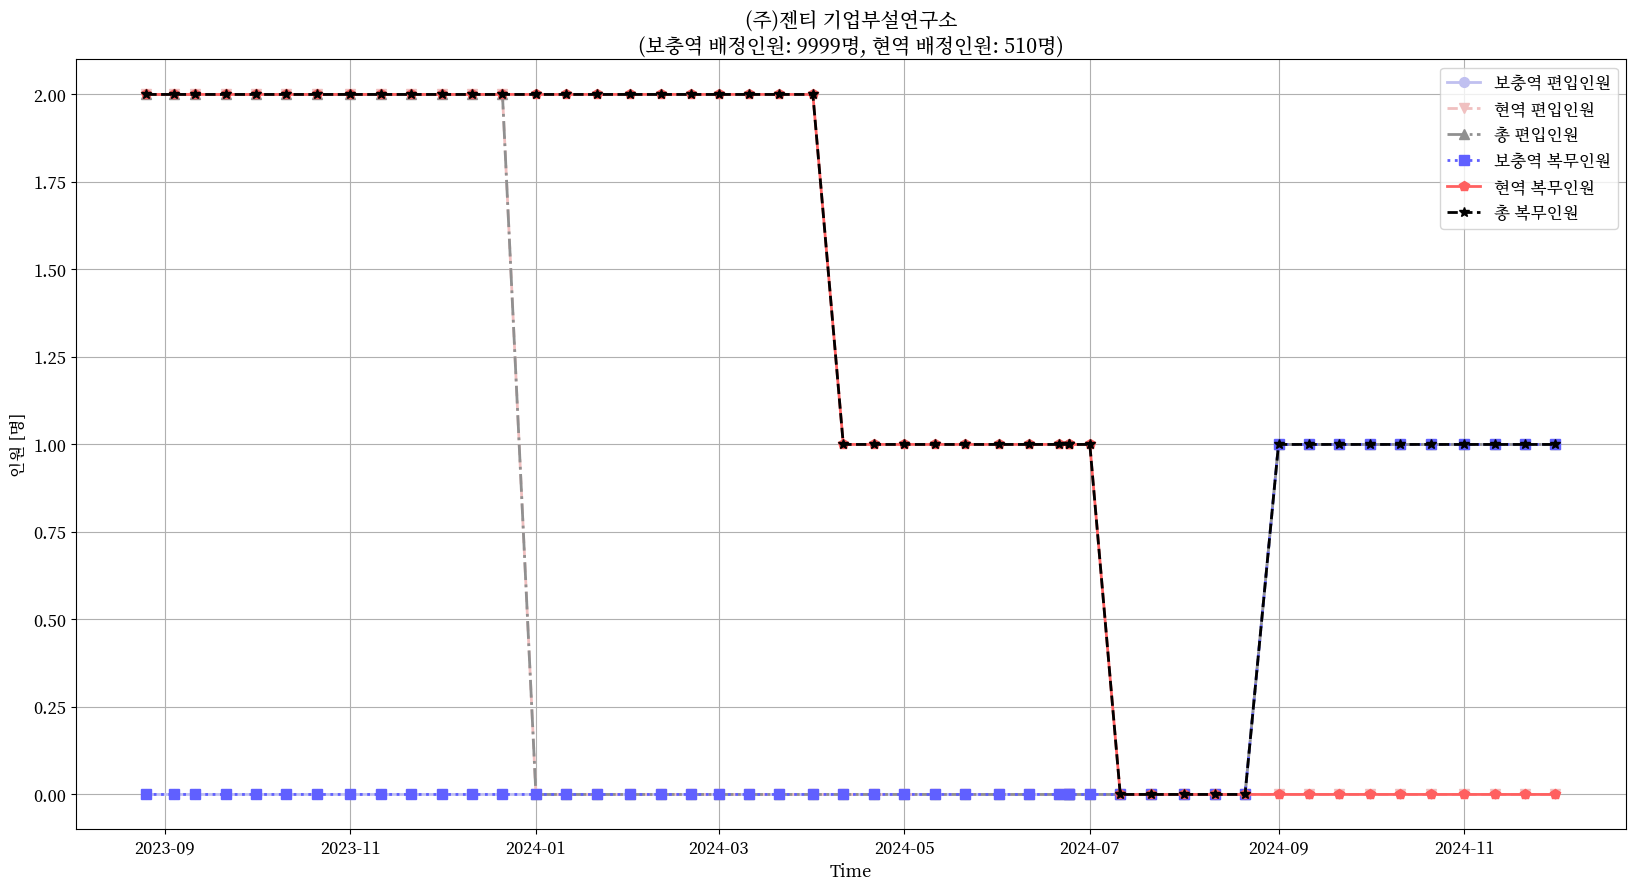 (주)젠티 기업부설연구소
(보충역 배정인원: 9999명, 현역 배정인원: 510명)
보충역 편입인원
현역 편입인원
총 편입인원
보충역 복무인원
현역 복무인원
총 복무인원
인원 [명]
2.00
1.75
1.50
1.25
1.00
0.75
0.50
0.25
0.00
2023-09 2023-11 2024-01 2024-03 2024-05 2024-07 2024-09 2024-11
Time